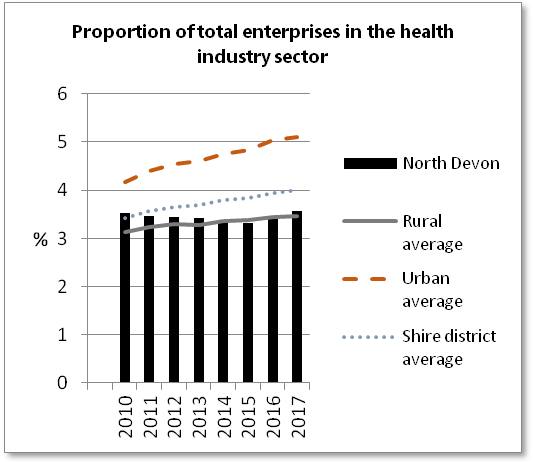 Proportion of total enterprises in the health
industry sector
6
5
4
3
2
1
0
%
2010
2011
2012
2013
2014
2015
2016
2017
North Devon
Rural
average
Urban
average
Shire district
average